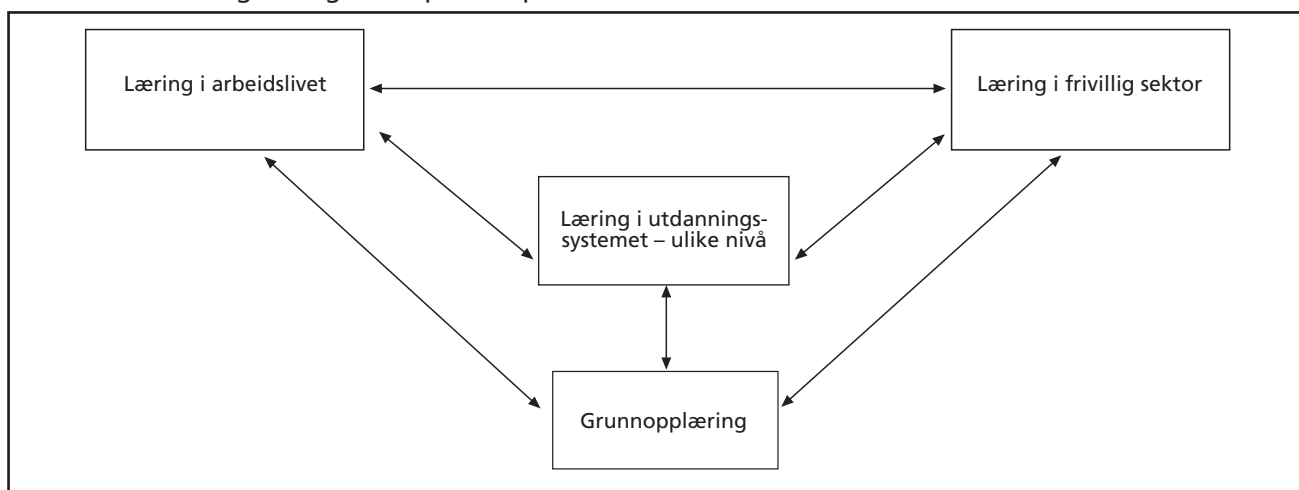 Læring i arbeidslivet
Læring i frivillig sektor
Læring i utdannings-
systemet – ulike nivå
Grunnopplæring